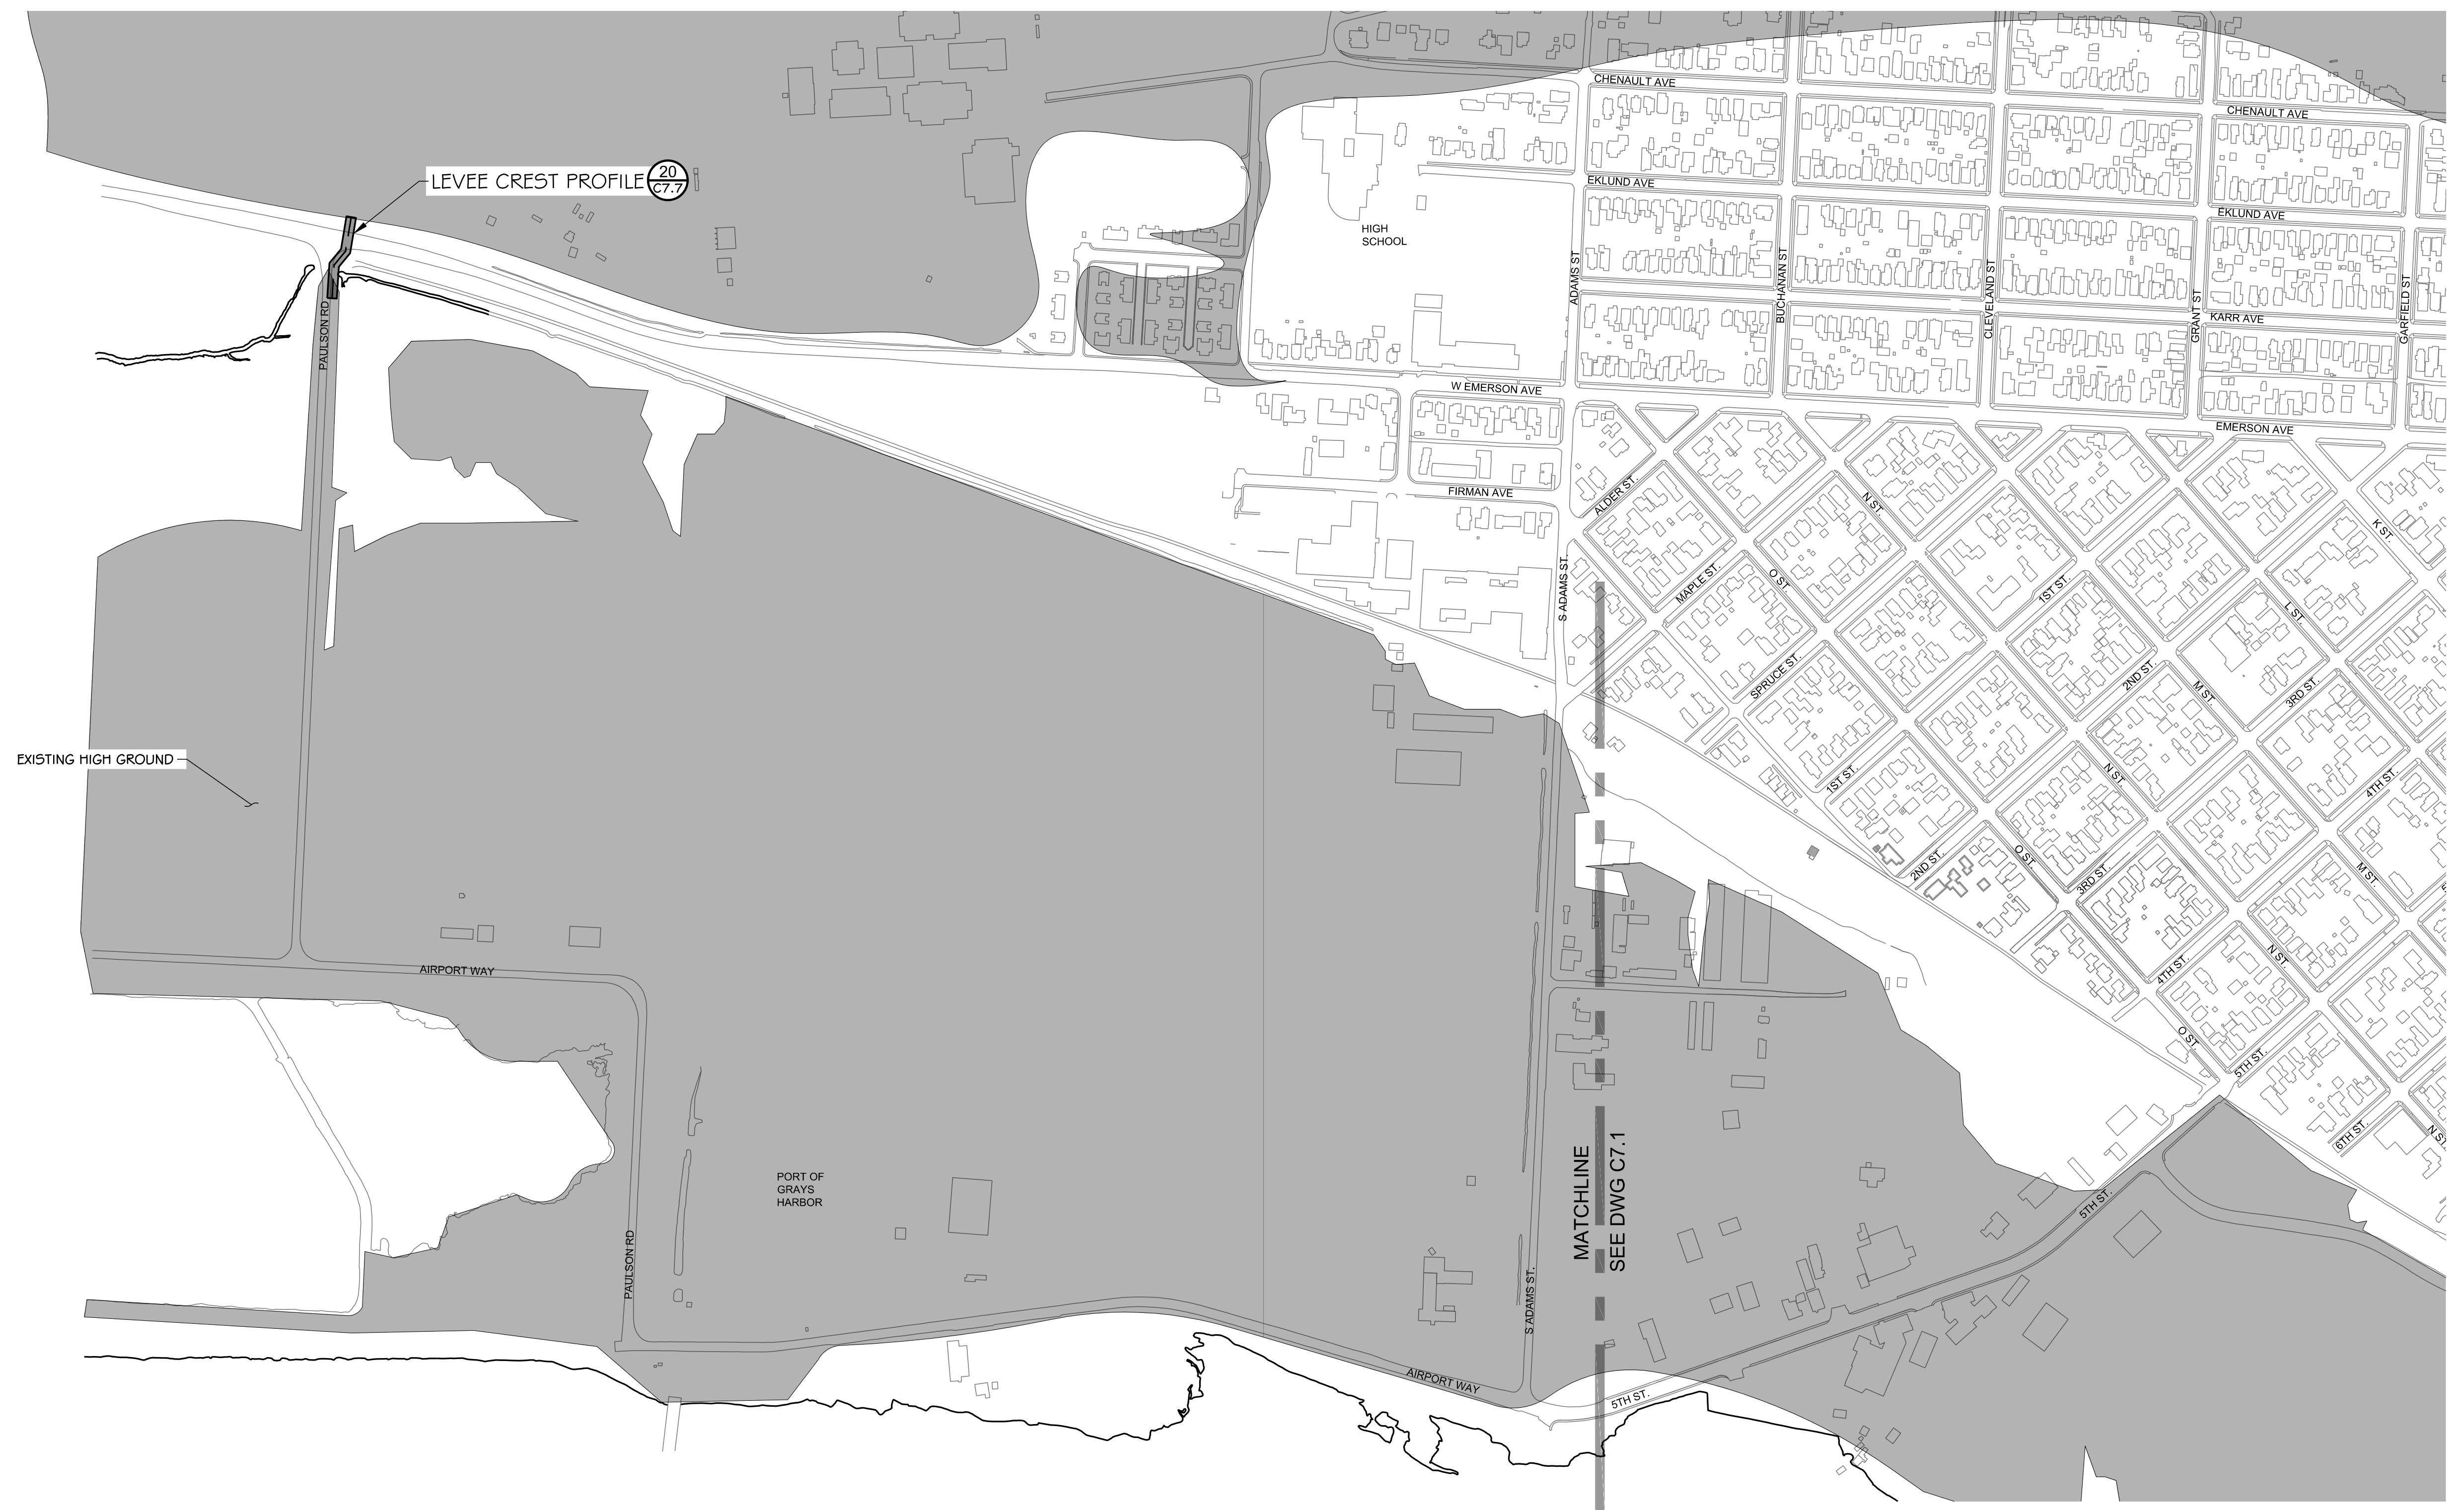 CHENAULT AVE
CHENAULT AVE
LEVEE CREST PROFILE
20
C7.7
EKLUND AVE
EKLUND AVE
HIGH
SCHOOL
ADAMS ST
BUCHANAN ST
CLEVELAND ST
GRANT ST
GARFIELD ST
KARR AVE
PAULSON RD
W EMERSON AVE
EMERSON AVE
FIRMAN AVE
ALDER ST.
N ST.
K ST.
S ADAMS ST.
MAPLE ST.
O ST.
1ST ST.
L ST.
SPRUCE ST.
2ND ST.
M ST.
3RD ST.
EXISTING HIGH GROUND
1ST ST.
N ST.
4TH ST.
2ND ST.
O ST.
3RD ST.
M ST.
AIRPORT WAY
4TH ST.
N ST.
O ST.
5TH ST.
6TH ST.
N ST.
PORT OF
GRAYS
HARBOR
MATCHLINE
SEE DWG C7.1
5TH ST.
PAULSON RD
S ADAMS ST.
AIRPORT WAY
5TH ST.